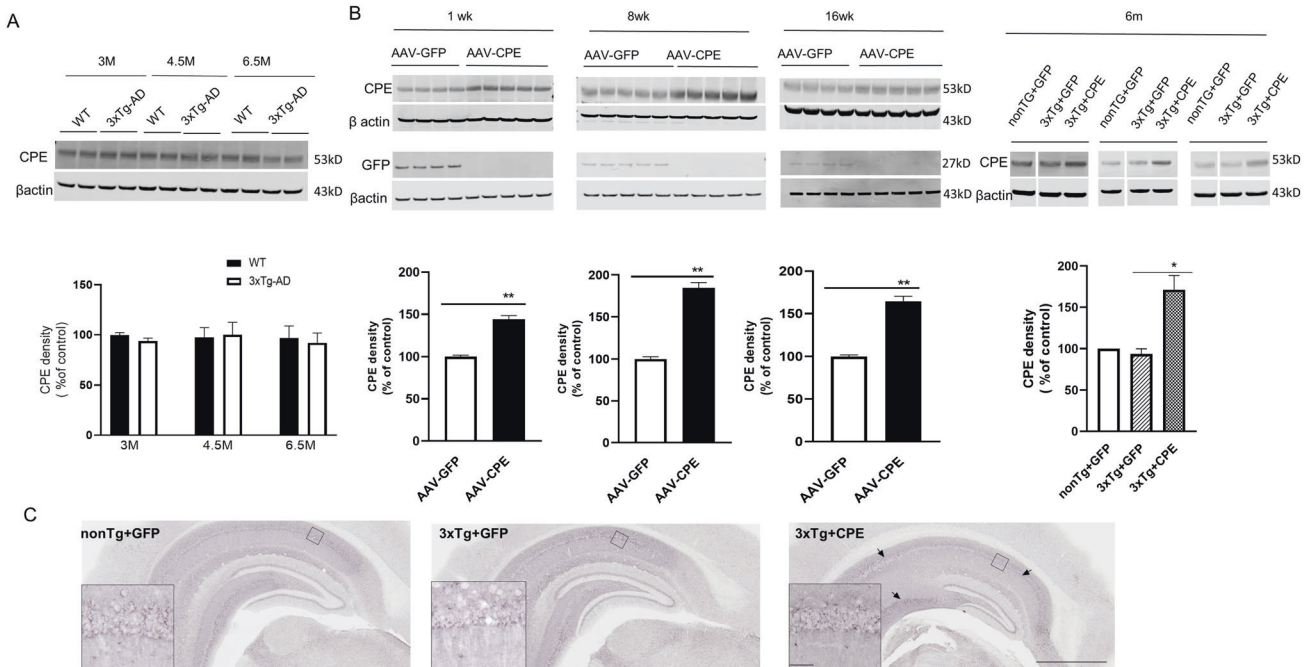 A
3M 4.5M 6.5M
WT 3xTg-AD WT 3xTg-AD WT 3xTg-AD
CPE 53kD
βactin 43kD
WT
3xTg-AD
CPE density
( %of control)
150
100
50
0
3M 4.5M 6.5M
B
1 wk 8wk 16wk 6m
AAV-GFP AAV-CPE AAV-GFP AAV-CPE AAV-GFP AAV-CPE
nonTG+GFP 3xTg+GFP 3xTg+CPE nonTG+GFP 3xTg+GFP 3xTg+CPE nonTG+GFP 3xTg+GFP 3xTg+CPE
CPE 53kD
β actin 43kD
GFP 27kD
βactin 43kD
CPE 53kD
βactin 43kD
CPE density
(% of control)
200
150
100
50
0
**
AAV-GFP AAV-CPE
CPE density
(% of control)
200
150
100
50
0
**
AAV-GFP AAV-CPE
CPE density
(% of control)
200
150
100
50
0
**
AAV-GFP AAV-CPE
CPE density
( %of control)
200
150
100
50
0
*
nonTg+GFP 3xTg+GFP 3xTg+CPE
C
nonTg+GFP 3xTg+GFP 3xTg+CPE